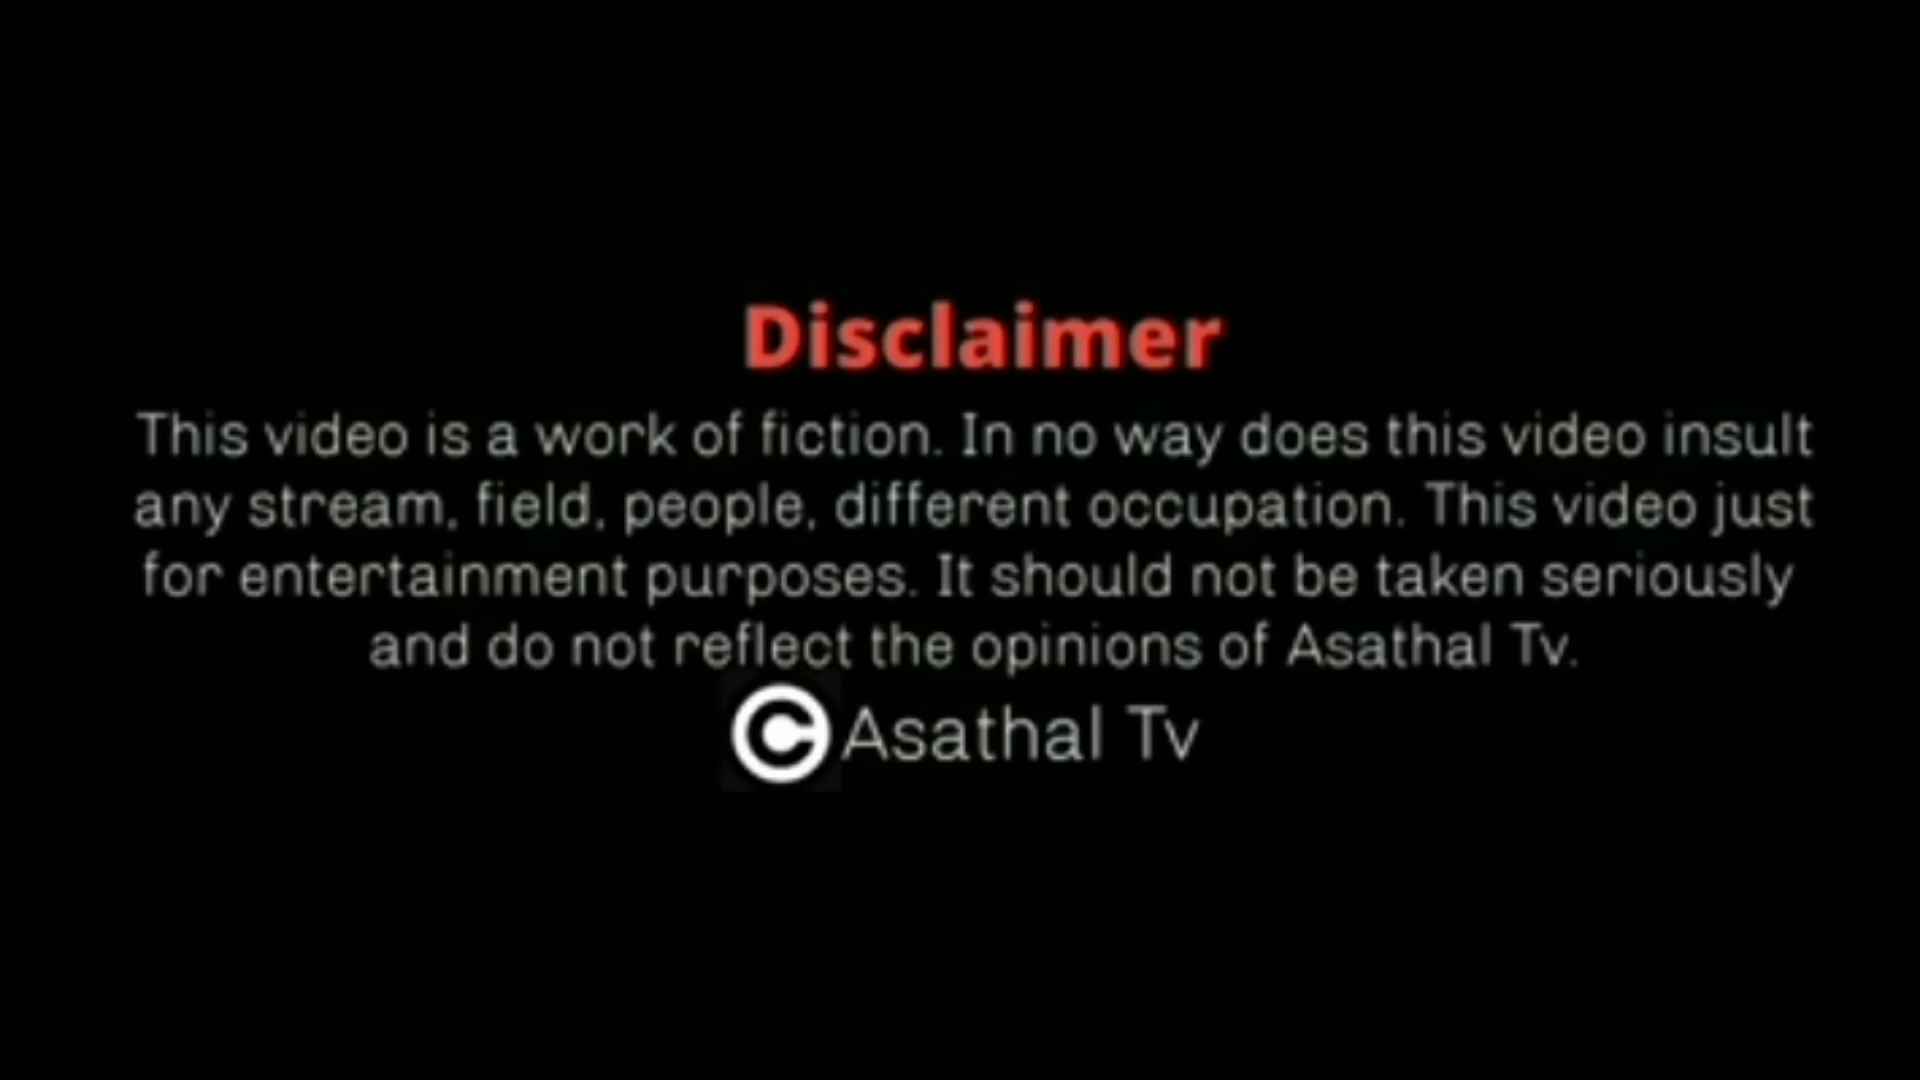 Disclaimer
This video is a work of fiction. In no way does this video insult
any stream, field, people, different occupation. This video just
for entertainment purposes. It should not be taken seriously
and do not reflect the opinions of Asathal Tv.
© Asathal Tv